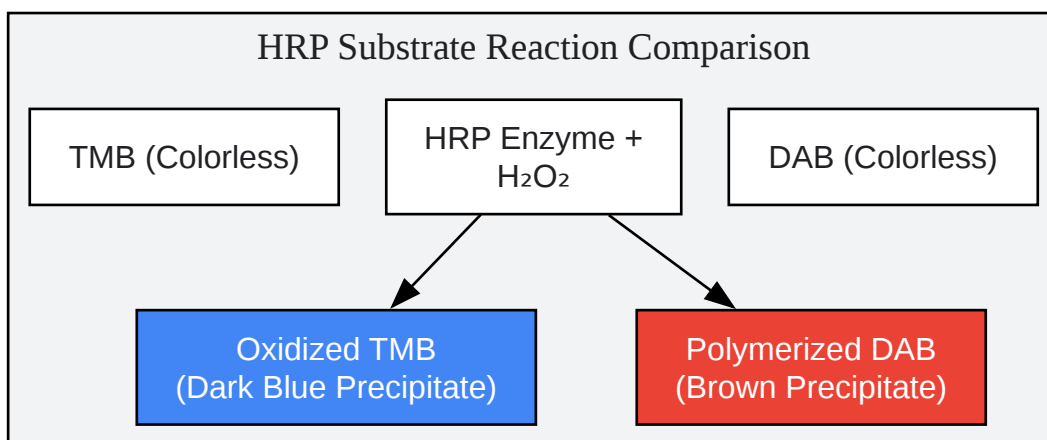 HRP Substrate Reaction Comparison
TMB (Colorless)
HRP Enzyme +
H₂O₂
DAB (Colorless)
Oxidized TMB
(Dark Blue Precipitate)
Polymerized DAB
(Brown Precipitate)